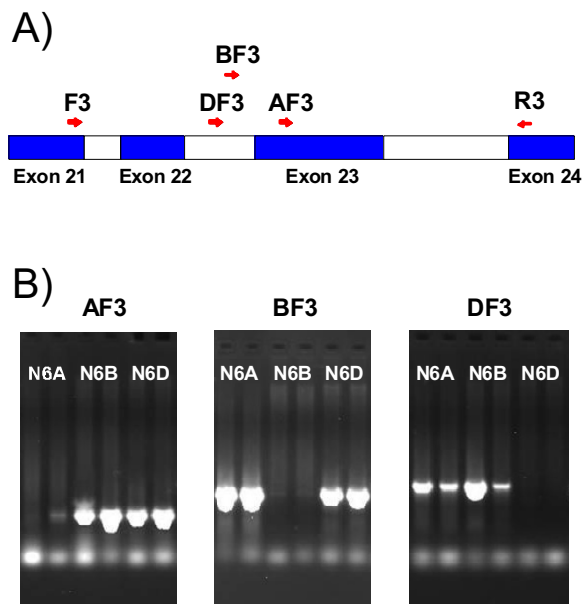 A)
BF3
F3 DF3 AF3 R3
Exon 21 Exon 22 Exon 23 Exon 24
B)
AF3 BF3 DF3
N6A N6B N6D N6A N6B N6D N6A N6B N6D